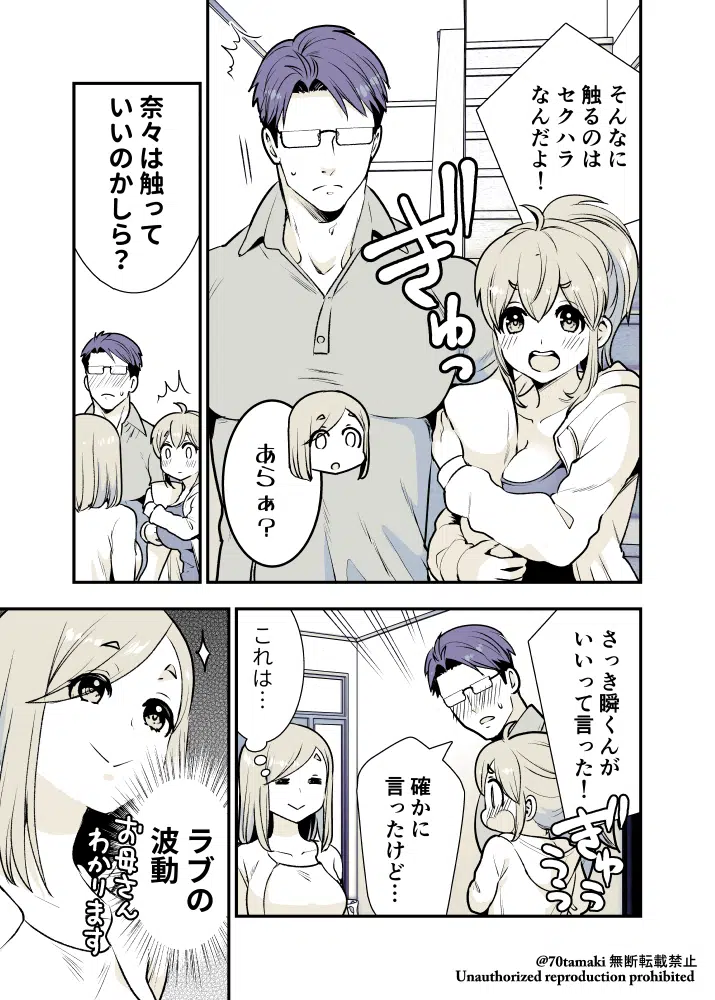 そんなに
触るのは
セクハラ
なんだよ！
ぎゅっ
あらぁ？
奈々は触って
いいのかしら？
さっき瞬くんが
いいって言った！
ぎゅうぅっ
確かに
言ったけど…
これは…
ラブの
波動
お母さん
わかります
@70tamaki 無断転載禁止
Unauthorized reproduction prohibited